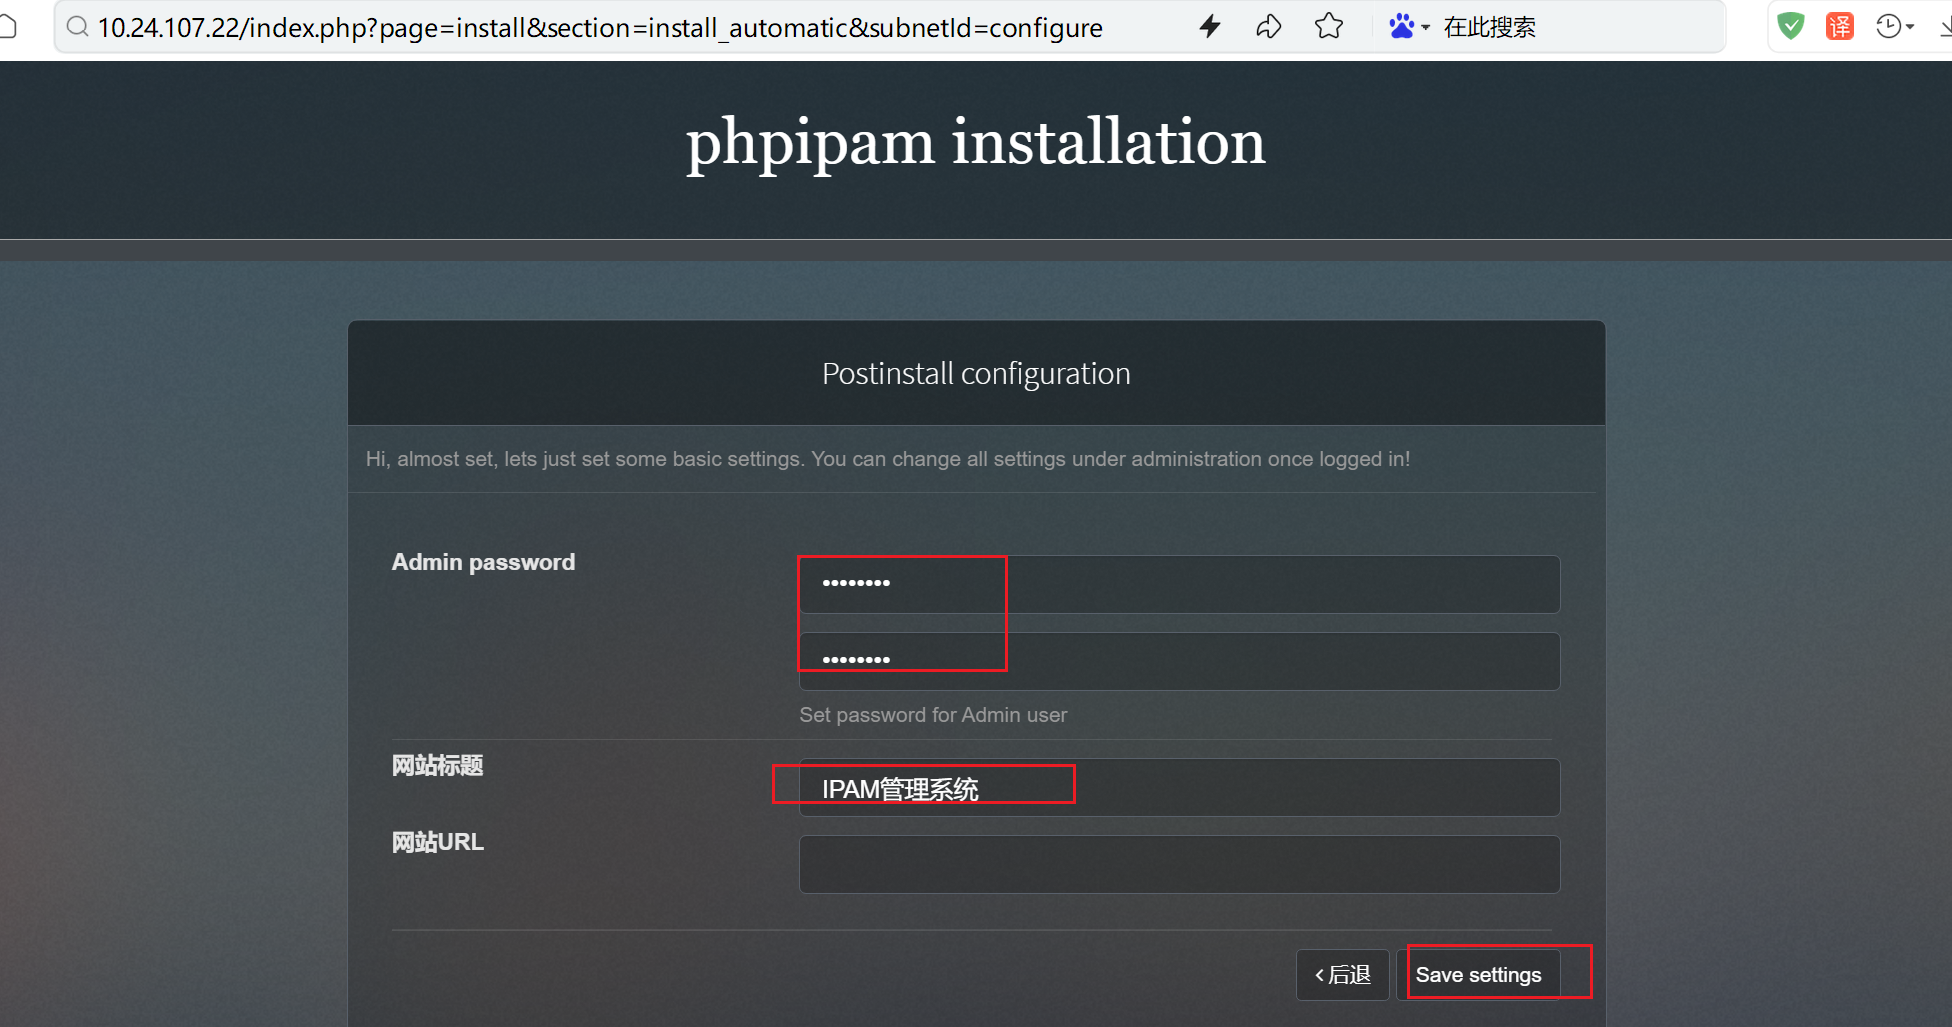 10.24.107.22/index.php?page=install&section=install_automatic&subnetId=configure
在此搜索
译
phpipam installation
Postinstall configuration
Hi, almost set, lets just set some basic settings. You can change all settings under administration once logged in!
Admin password
••••••••
••••••••
Set password for Admin user
网站标题
IPAM管理系统
网站URL
后退
Save settings